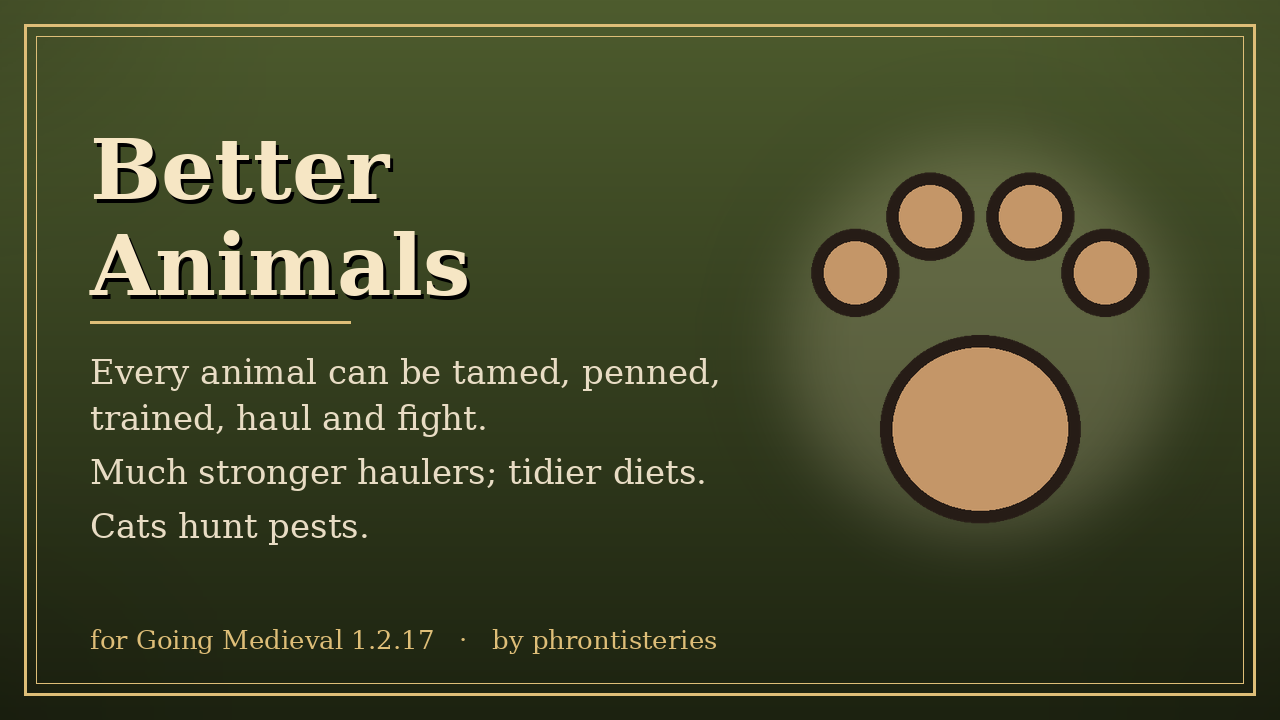 Better
Animals
Every animal can be tamed, penned,
trained, haul and fight.
Much stronger haulers; tidier diets.
Cats hunt pests.
for Going Medieval 1.2.17 · by phrontisteries